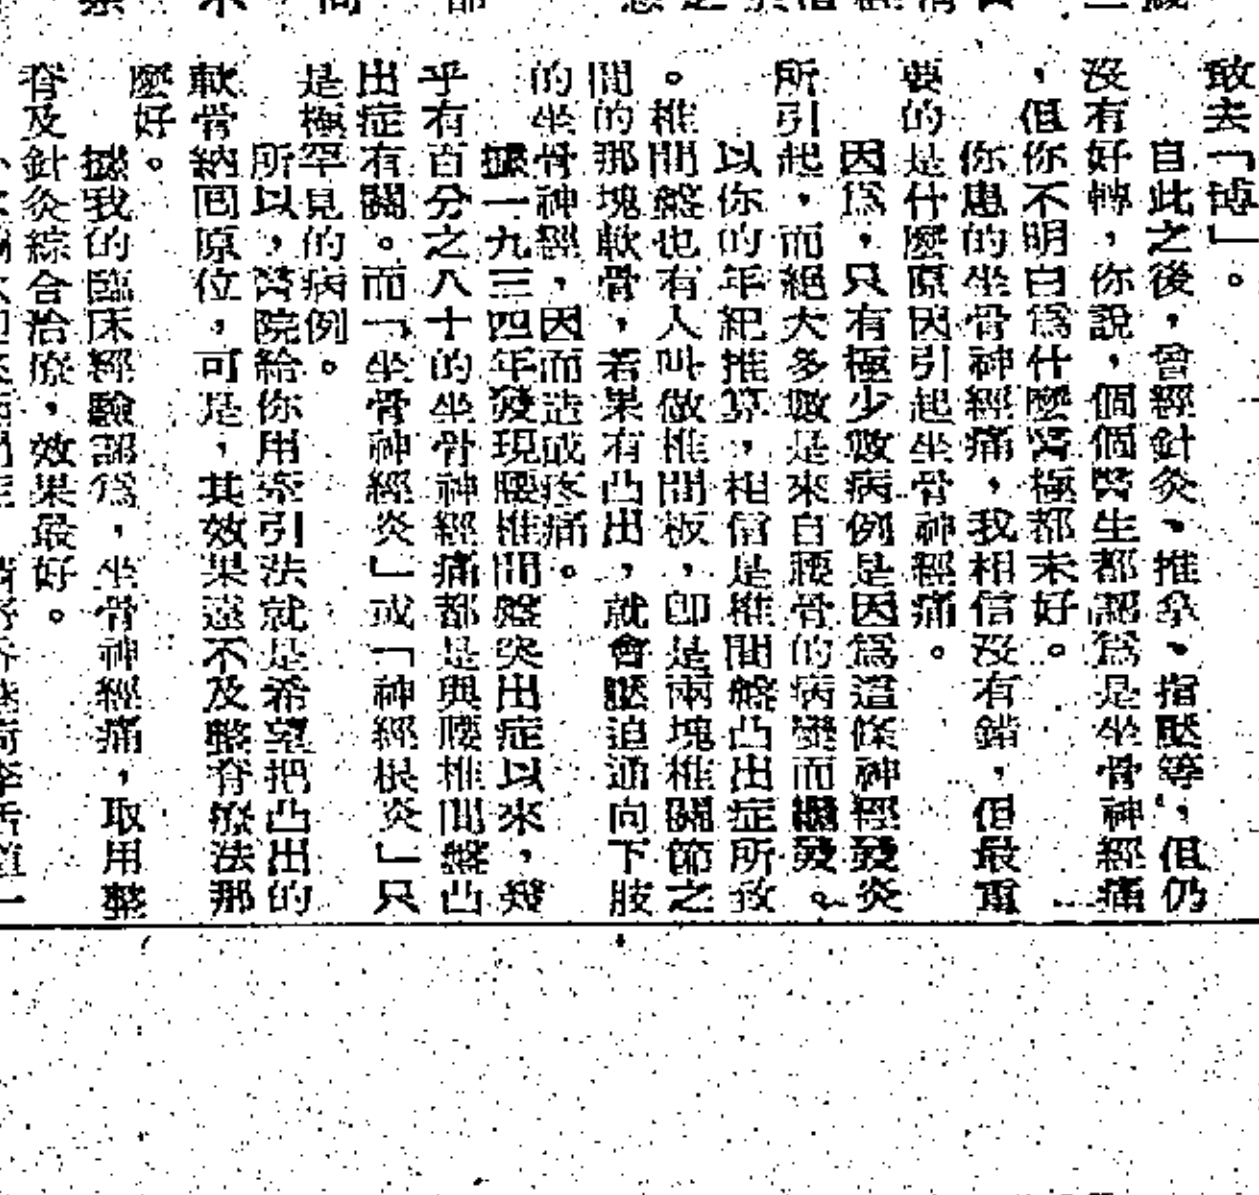 敢去「博」。
自此之後，曾經針灸、推拿、指壓等，但仍
沒有好轉，你說，個個醫生都認爲是坐骨神經痛
，但你不明白爲什麼醫極都未好。
你患的坐骨神經痛，我相信沒有錯，但最重
要的是什麼原因引起坐骨神經痛。
因爲，只有極少數病例是因爲這條神經發炎
所引起，而絕大多數是來自腰骨的病變而觸發。
以你的年紀推算，相信是椎間盤凸出症所致
。椎間盤也有人叫做椎間板，卽是兩塊椎關節之
間的那塊軟骨，若果有凸出，就會壓迫通向下肢
的坐骨神經，因而造成疼痛。
據一九三四年發現腰椎間盤突出症以來，幾
乎有百分之八十的坐骨神經痛都是與腰椎間盤凸
出症有關。而「坐骨神經炎」或「神經根炎」只
是極罕見的病例。
所以，醫院給你用牽引法就是希望把凸出的
軟骨納囘原位，可是，其效果遠不及整脊療法那
麼好。
據我的臨床經驗認爲，坐骨神經痛，取用整
脊及針灸綜合治療，效果最好。